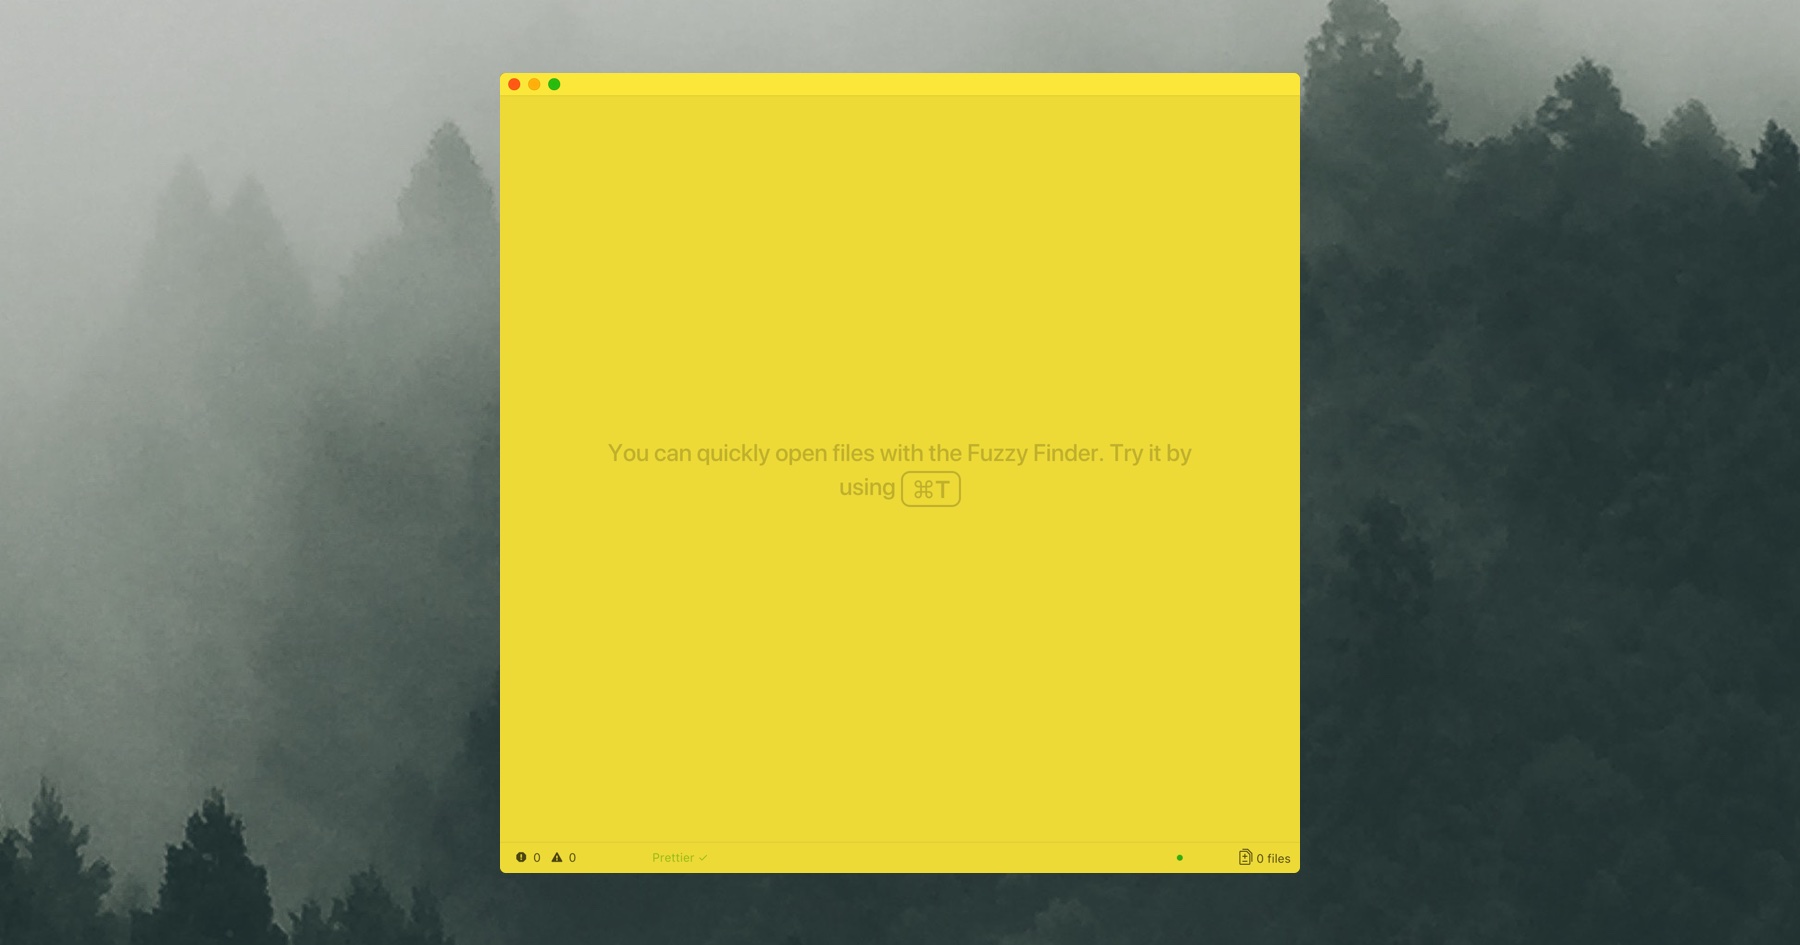 You can quickly open files with the Fuzzy Finder. Try it by
using ⌘T
0 0 Prettier ✓ 0 files